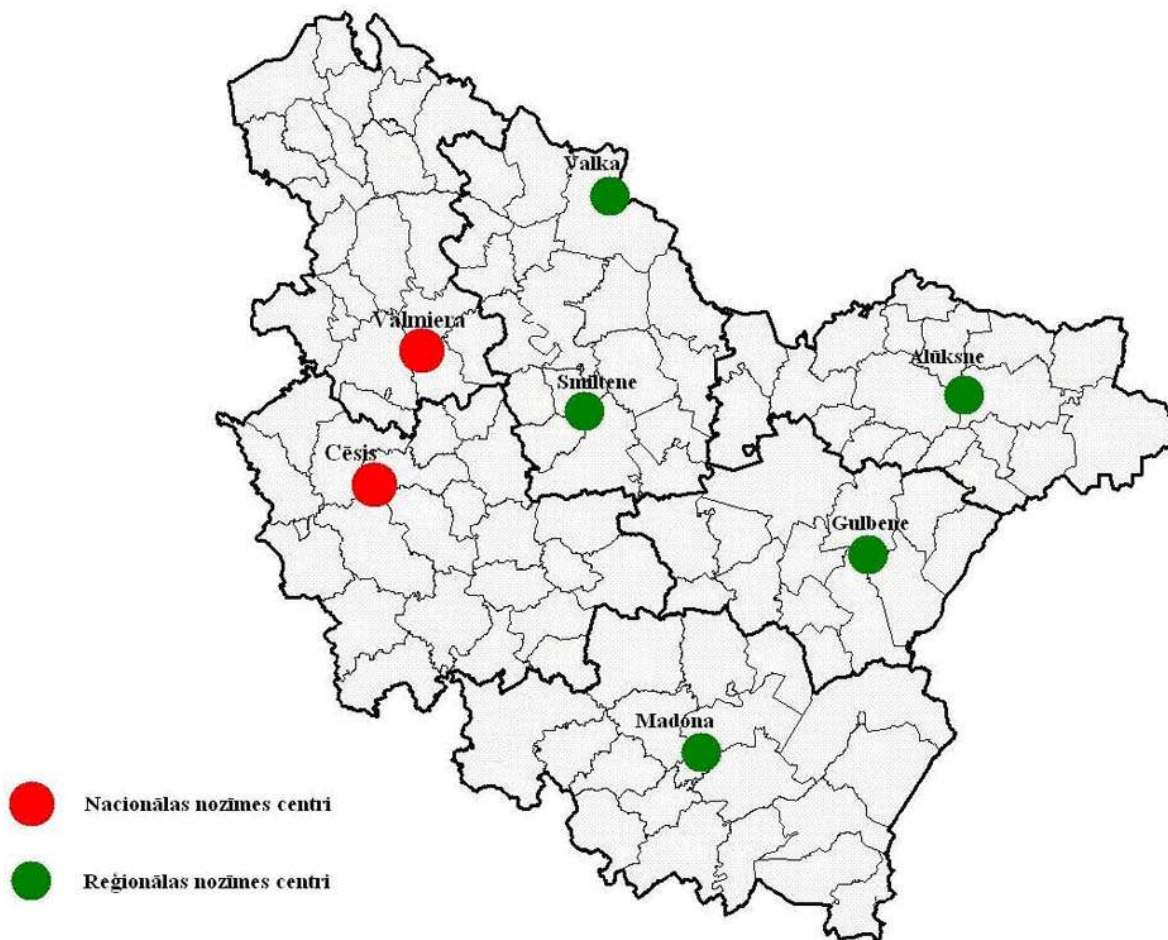 Valka
Valmiera
Alūksne
Smiltene
Cēsis
Gulbene
Madona
Nacionālas nozīmes centri
Reģionālas nozīmes centri